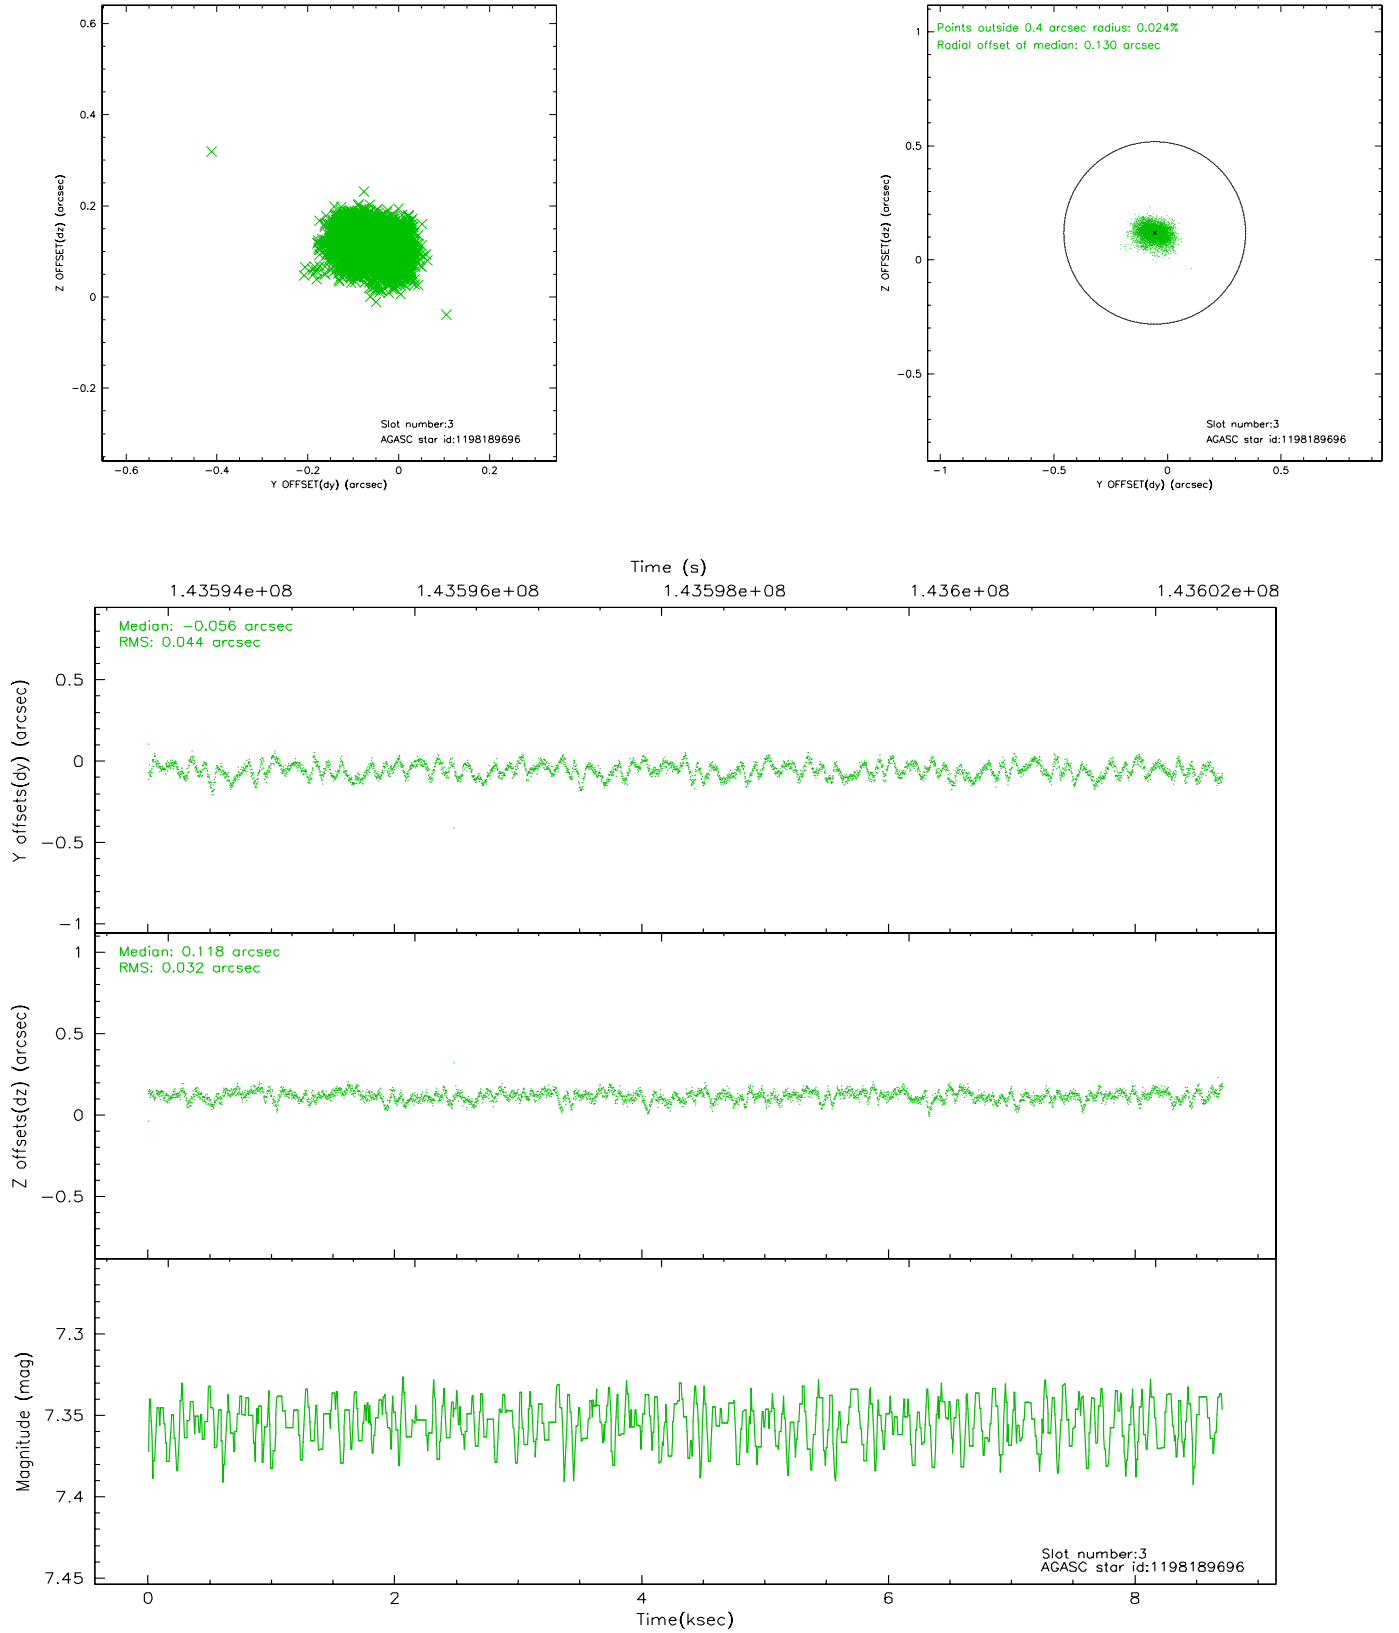 0.6
0.4
0.2
0
−0.2
Z OFFSET(dz) (arcsec)
Slot number:3
AGASC star id:1198189696
−0.6 −0.4 −0.2 0 0.2
Y OFFSET(dy) (arcsec)
Points outside 0.4 arcsec radius: 0.024%
Radial offset of median: 0.130 arcsec
1
0.5
0
−0.5
Z OFFSET(dz) (arcsec)
Slot number:3
AGASC star id:1198189696
−1 −0.5 0 0.5
Y OFFSET(dy) (arcsec)
Time (s)
1.43594e+08 1.43596e+08 1.43598e+08 1.436e+08 1.43602e+08
Median: −0.056 arcsec
RMS: 0.044 arcsec
0.5
0
−0.5
−1
Y offsets(dy) (arcsec)
Median: 0.118 arcsec
RMS: 0.032 arcsec
1
0.5
0
−0.5
Z offsets(dz) (arcsec)
7.3
7.35
7.4
7.45
Magnitude (mag)
Slot number:3
AGASC star id:1198189696
0 2 4 6 8
Time(ksec)